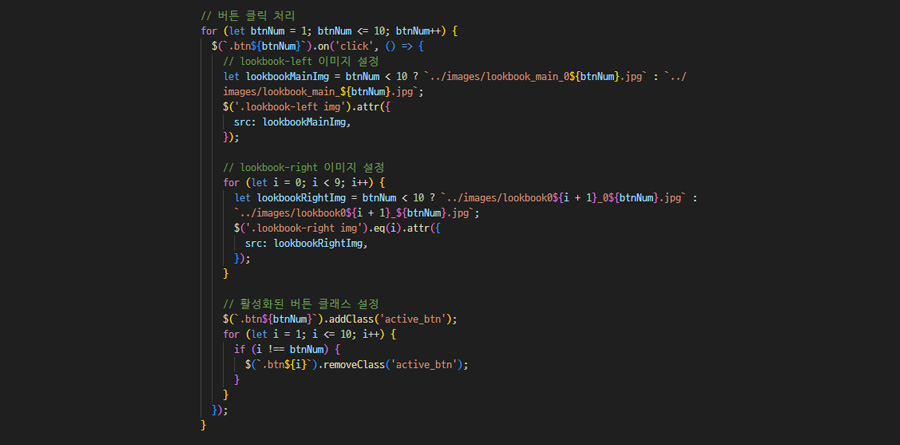 // 버튼 클릭 처리
for (let btnNum = 1; btnNum <= 10; btnNum++) {
  $(`.btn${btnNum}`).on('click', () => {
    // lookbook-left 이미지 설정
    let lookbookMainImg = btnNum < 10 ? `../images/lookbook_main_0${btnNum}.jpg` : `../
    images/lookbook_main_${btnNum}.jpg`;
    $('.lookbook-left img').attr({
      src: lookbookMainImg,
    });

    // lookbook-right 이미지 설정
    for (let i = 0; i < 9; i++) {
      let lookbookRightImg = btnNum < 10 ? `../images/lookbook0${i + 1}_0${btnNum}.jpg` :
      `../images/lookbook0${i + 1}_${btnNum}.jpg`;
      $('.lookbook-right img').eq(i).attr({
        src: lookbookRightImg,
      });
    }

    // 활성화된 버튼 클래스 설정
    $(`.btn${btnNum}`).addClass('active_btn');
    for (let i = 1; i <= 10; i++) {
      if (i !== btnNum) {
        $(`.btn${i}`).removeClass('active_btn');
      }
    }
  });
}